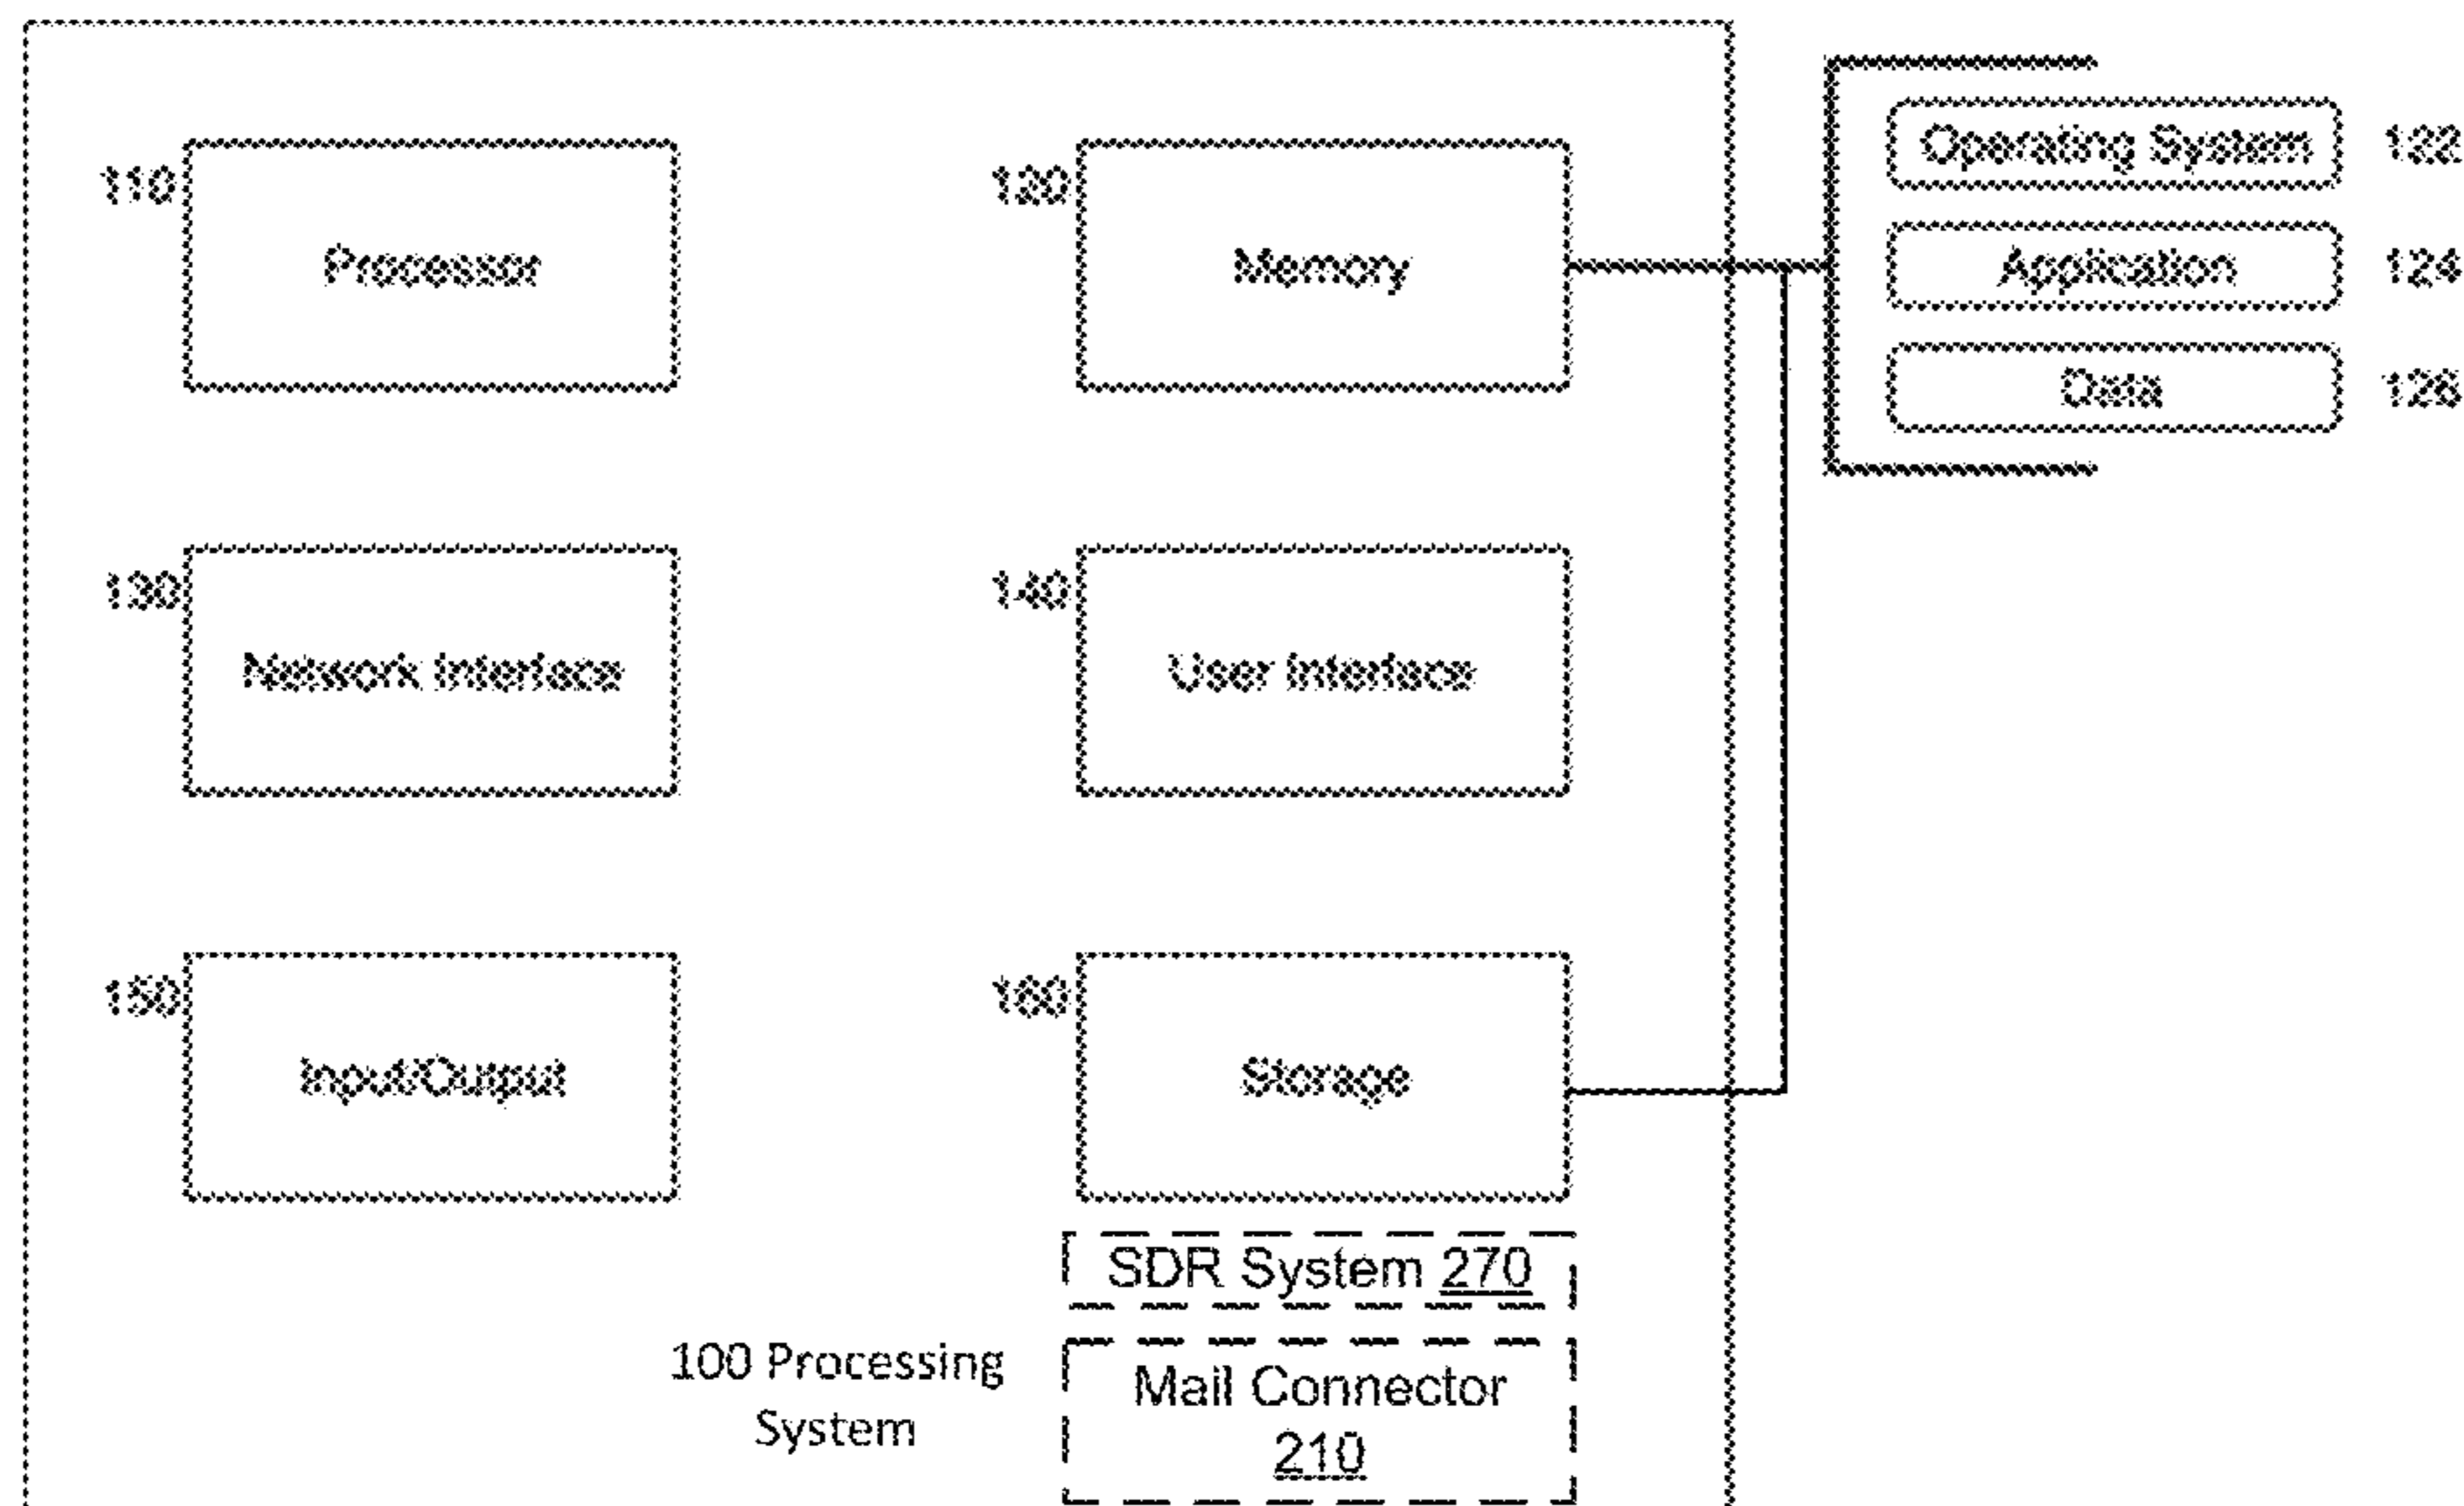 110
Processor
120
Memory
Operating System 122
Application 124
Data 126
130
Network Interface
140
User Interface
150
Input/Output
160
Storage
SDR System 270
100 Processing
System
Mail Connector
210